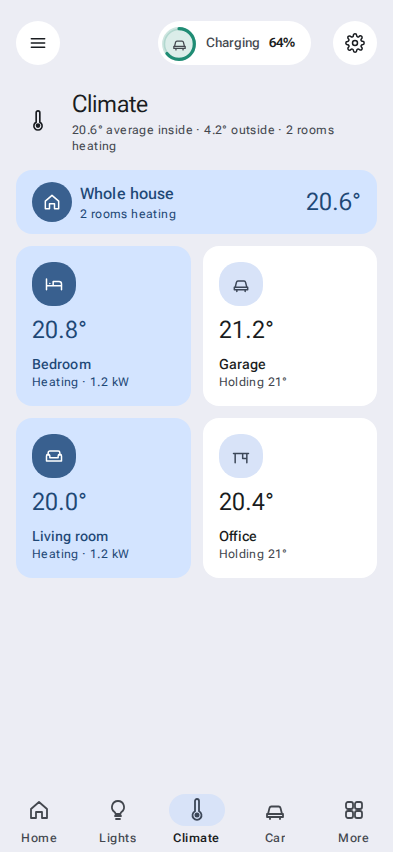 Charging 64%
Climate
20.6° average inside · 4.2° outside · 2 rooms
heating
Whole house
2 rooms heating
20.6°
20.8°
Bedroom
Heating · 1.2 kW
21.2°
Garage
Holding 21°
20.0°
Living room
Heating · 1.2 kW
20.4°
Office
Holding 21°
Home
Lights
Climate
Car
More